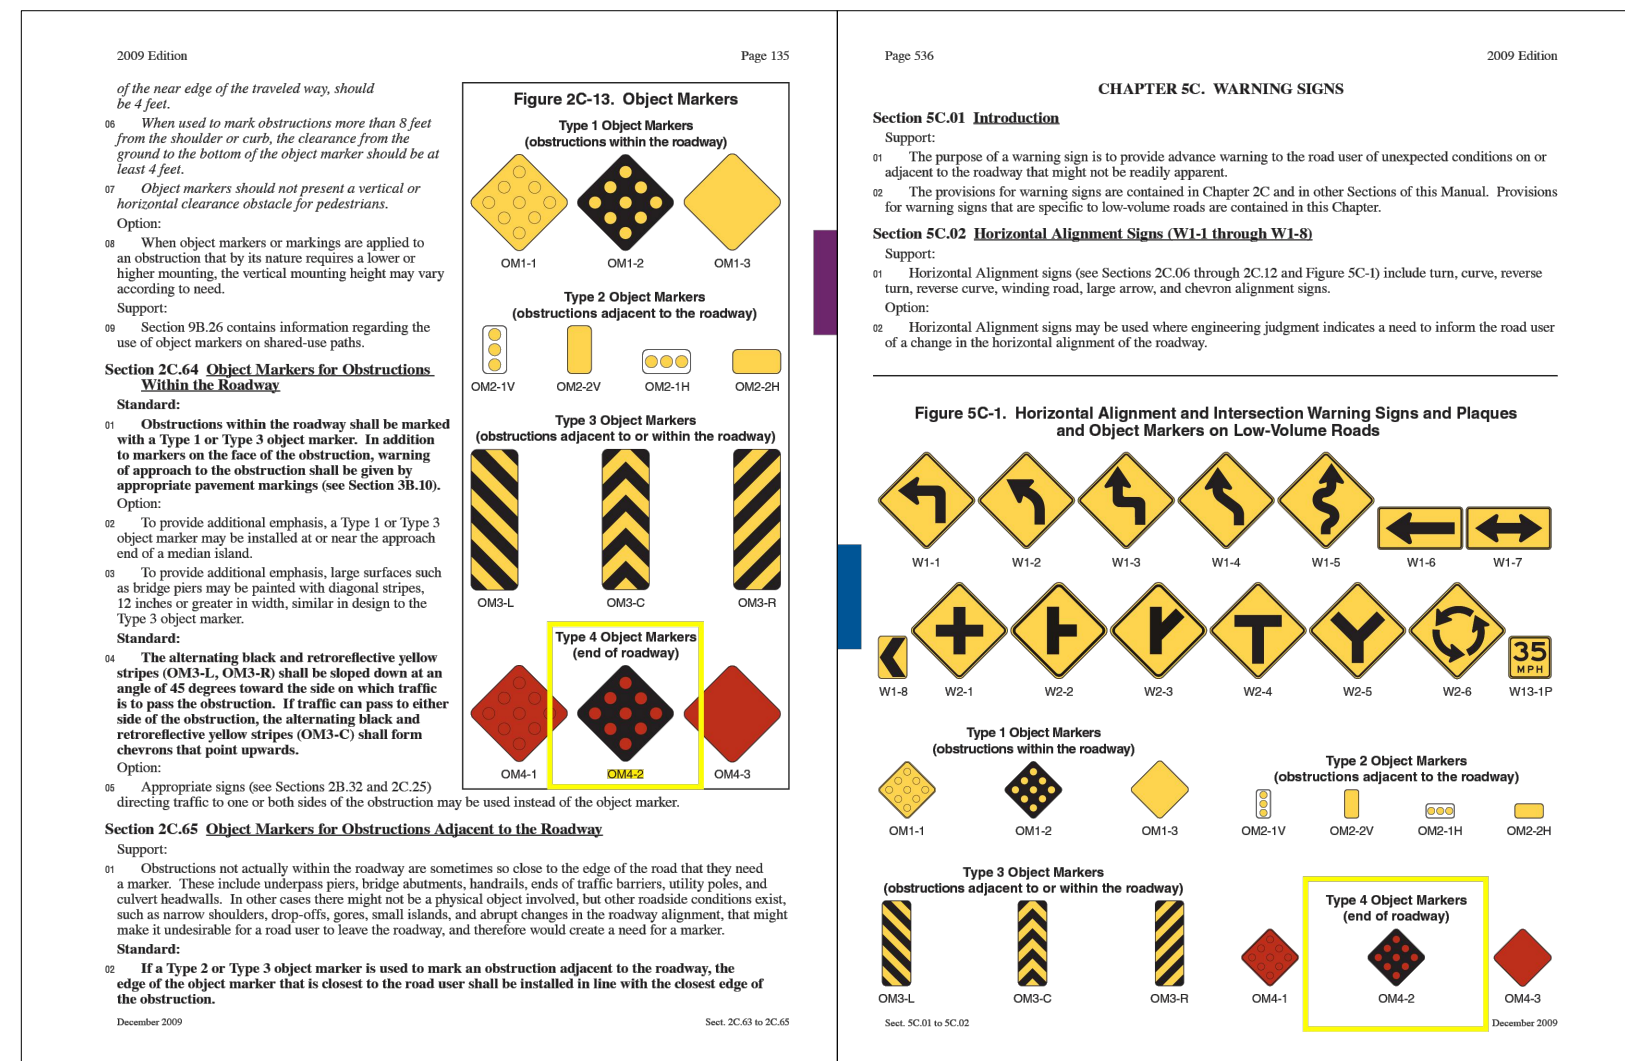 2009 Edition
Page 135
of the near edge of the traveled way, should
be 4 feet.
06 When used to mark obstructions more than 8 feet
from the shoulder or curb, the clearance from the
ground to the bottom of the object marker should be at
least 4 feet.
07 Object markers should not present a vertical or
horizontal clearance obstacle for pedestrians.
Option:
08 When object markers or markings are applied to
an obstruction that by its nature requires a lower or
higher mounting, the vertical mounting height may vary
according to need.
Support:
09 Section 9B.26 contains information regarding the
use of object markers on shared-use paths.
Section 2C.64 Object Markers for Obstructions
Within the Roadway
Standard:
01 Obstructions within the roadway shall be marked
with a Type 1 or Type 3 object marker. In addition
to markers on the face of the obstruction, warning
of approach to the obstruction shall be given by
appropriate pavement markings (see Section 3B.10).
Option:
02 To provide additional emphasis, a Type 1 or Type 3
object marker may be installed at or near the approach
end of a median island.
03 To provide additional emphasis, large surfaces such
as bridge piers may be painted with diagonal stripes,
12 inches or greater in width, similar in design to the
Type 3 object marker.
Standard:
04 The alternating black and retroreflective yellow
stripes (OM3-L, OM3-R) shall be sloped down at an
angle of 45 degrees toward the side on which traffic
is to pass the obstruction. If traffic can pass to either
side of the obstruction, the alternating black and
retroreflective yellow stripes (OM3-C) shall form
chevrons that point upwards.
Option:
05 Appropriate signs (see Sections 2B.32 and 2C.25)
directing traffic to one or both sides of the obstruction may be used instead of the object marker.
Figure 2C-13. Object Markers
Type 1 Object Markers
(obstructions within the roadway)
OM1-1 OM1-2 OM1-3
Type 2 Object Markers
(obstructions adjacent to the roadway)
OM2-1V OM2-2V OM2-1H OM2-2H
Type 3 Object Markers
(obstructions adjacent to or within the roadway)
OM3-L OM3-C OM3-R
Type 4 Object Markers
(end of roadway)
OM4-1 OM4-2 OM4-3
Section 2C.65 Object Markers for Obstructions Adjacent to the Roadway
Support:
01 Obstructions not actually within the roadway are sometimes so close to the edge of the road that they need
a marker. These include underpass piers, bridge abutments, handrails, ends of traffic barriers, utility poles, and
culvert headwalls. In other cases there might not be a physical object involved, but other roadside conditions exist,
such as narrow shoulders, drop-offs, gores, small islands, and abrupt changes in the roadway alignment, that might
make it undesirable for a road user to leave the roadway, and therefore would create a need for a marker.
Standard:
02 If a Type 2 or Type 3 object marker is used to mark an obstruction adjacent to the roadway, the
edge of the object marker that is closest to the road user shall be installed in line with the closest edge of
the obstruction.
December 2009
Sect. 2C.63 to 2C.65
Page 536
2009 Edition
CHAPTER 5C. WARNING SIGNS
Section 5C.01 Introduction
Support:
01 The purpose of a warning sign is to provide advance warning to the road user of unexpected conditions on or
adjacent to the roadway that might not be readily apparent.
02 The provisions for warning signs are contained in Chapter 2C and in other Sections of this Manual. Provisions
for warning signs that are specific to low-volume roads are contained in this Chapter.
Section 5C.02 Horizontal Alignment Signs (W1-1 through W1-8)
Support:
01 Horizontal Alignment signs (see Sections 2C.06 through 2C.12 and Figure 5C-1) include turn, curve, reverse
turn, reverse curve, winding road, large arrow, and chevron alignment signs.
Option:
02 Horizontal Alignment signs may be used where engineering judgment indicates a need to inform the road user
of a change in the horizontal alignment of the roadway.
Figure 5C-1. Horizontal Alignment and Intersection Warning Signs and Plaques
and Object Markers on Low-Volume Roads
W1-1 W1-2 W1-3 W1-4 W1-5 W1-6 W1-7
35
MPH
W1-8 W2-1 W2-2 W2-3 W2-4 W2-5 W2-6 W13-1P
Type 1 Object Markers
(obstructions within the roadway)
OM1-1 OM1-2 OM1-3
Type 2 Object Markers
(obstructions adjacent to the roadway)
OM2-1V OM2-2V OM2-1H OM2-2H
Type 3 Object Markers
(obstructions adjacent to or within the roadway)
OM3-L OM3-C OM3-R
Type 4 Object Markers
(end of roadway)
OM4-1 OM4-2 OM4-3
Sect. 5C.01 to 5C.02
December 2009